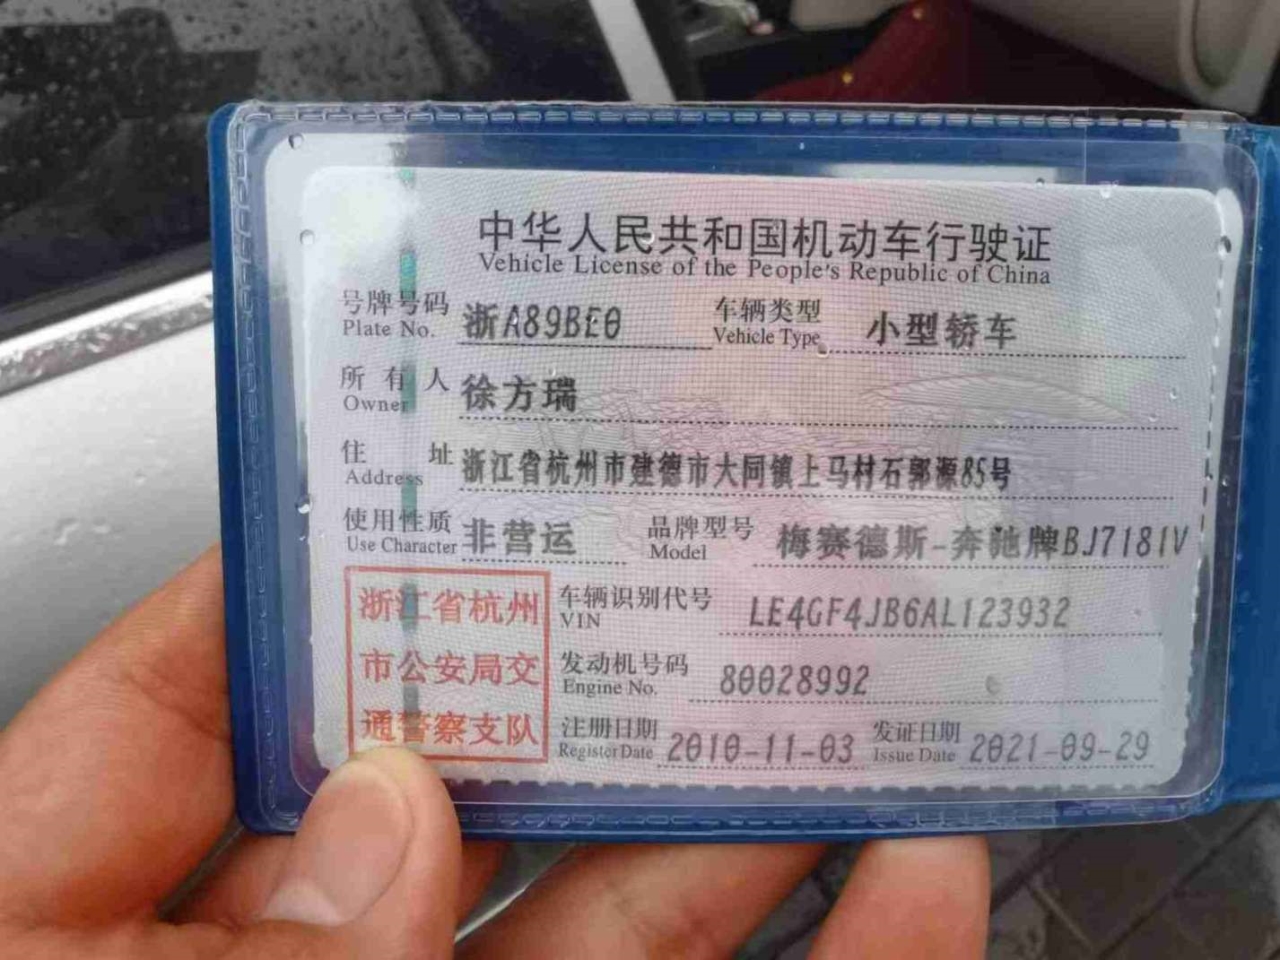 中华人民共和国机动车行驶证
Vehicle License of the People's Republic of China
号牌号码 浙A89BE0 车辆类型 小型轿车
Plate No. Vehicle Type
所有人 徐方瑞
Owner
住址 浙江省杭州市建德市大同镇上马村石郭源85号
Address
使用性质 非营运 品牌型号 梅赛德斯-奔驰牌BJ7181V
Use Character Model
浙江省杭州
市公安局交
通警察支队
车辆识别代号 LE4GF4JB6AL123932
VIN
发动机号码 80028992
Engine No.
注册日期 2010-11-03 发证日期 2021-09-29
Register Date Issue Date